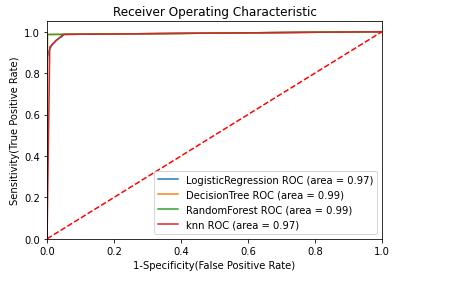 Receiver Operating Characteristic
Sensitivity(True Positive Rate)
1.0
0.8
0.6
0.4
0.2
0.0
LogisticRegression ROC (area = 0.97)
DecisionTree ROC (area = 0.99)
RandomForest ROC (area = 0.99)
knn ROC (area = 0.97)
0.0 0.2 0.4 0.6 0.8 1.0
1-Specificity(False Positive Rate)